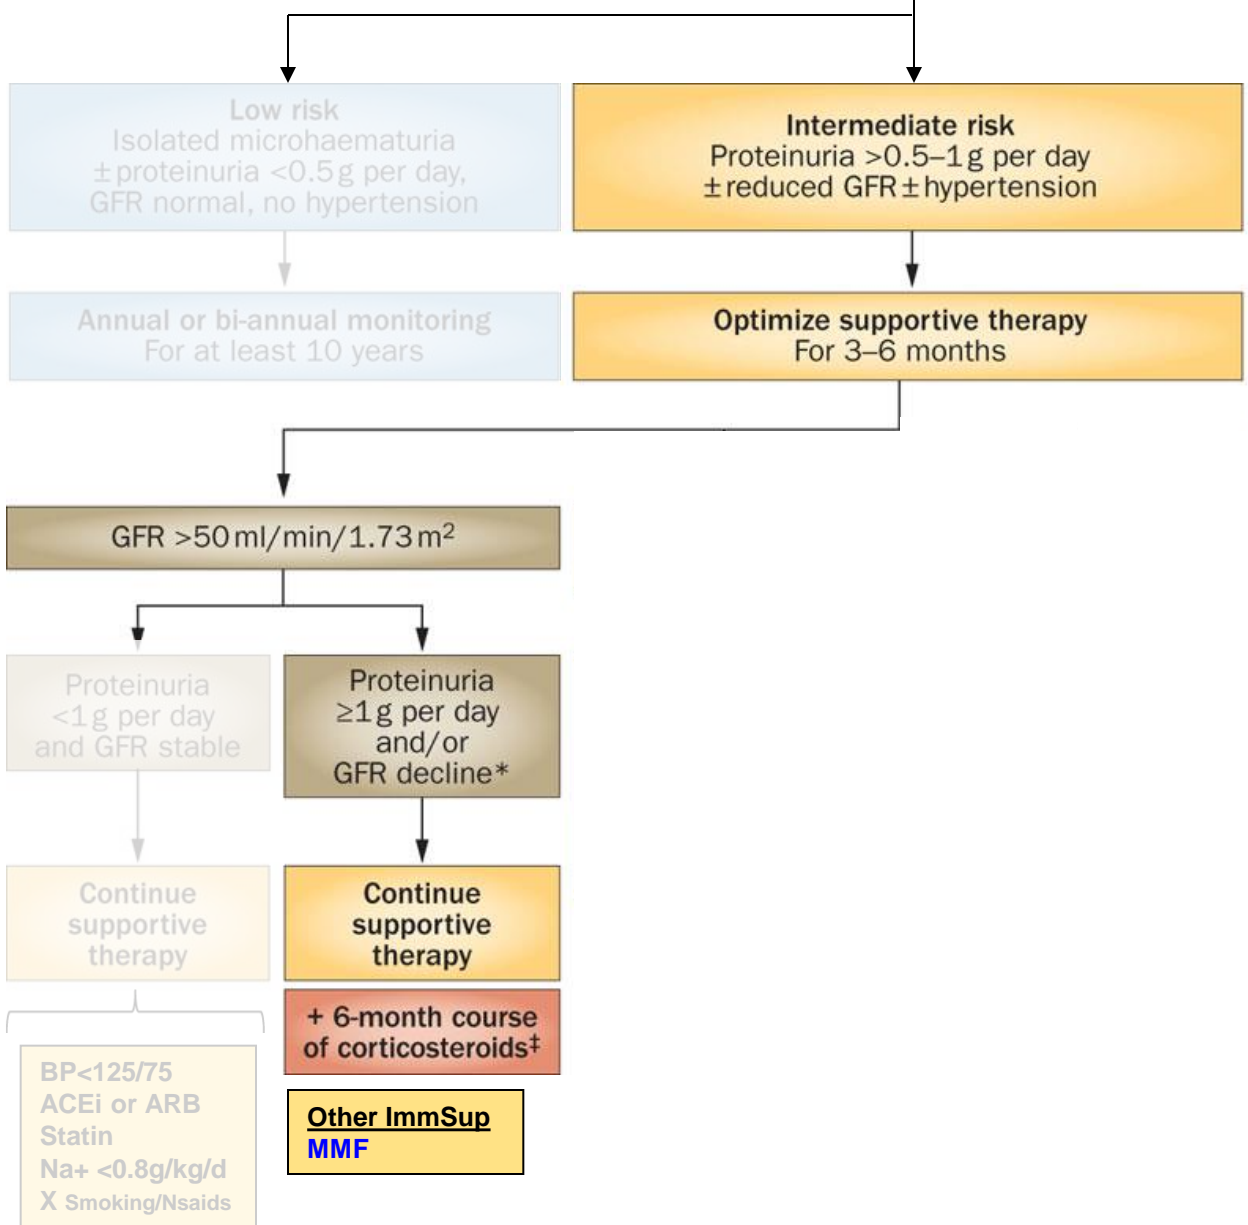 Low risk
Isolated microhaematuria
± proteinuria <0.5 g per day,
GFR normal, no hypertension
Intermediate risk
Proteinuria >0.5–1 g per day
± reduced GFR ± hypertension
Annual or bi-annual monitoring
For at least 10 years
Optimize supportive therapy
For 3–6 months
GFR >50 ml/min/1.73 m²
Proteinuria
<1 g per day
and GFR stable
Proteinuria
≥1 g per day
and/or
GFR decline*
Continue
supportive
therapy
Continue
supportive
therapy
+ 6-month course
of corticosteroids‡
BP<125/75
ACEi or ARB
Statin
Na+ <0.8g/kg/d
X Smoking/Nsaids
Other ImmSup
MMF